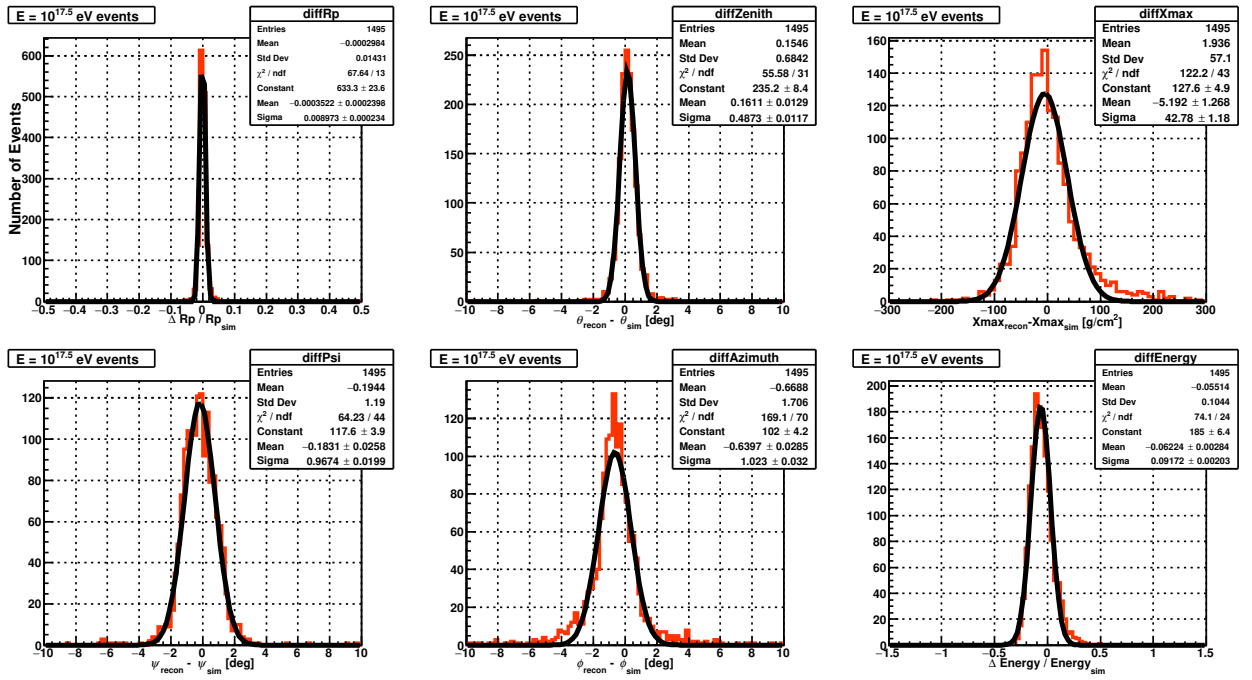 E = 10^17.5 eV events
diffRp
Entries 1495
Mean −0.0002984
Std Dev 0.01431
χ² / ndf 67.64 / 13
Constant 633.3 ± 23.6
Mean −0.0003522 ± 0.0002398
Sigma 0.008973 ± 0.000234
Number of Events
600
500
400
300
200
100
0
−0.5 −0.4 −0.3 −0.2 −0.1 0 0.1 0.2 0.3 0.4 0.5
Δ Rp / Rp_sim
E = 10^17.5 eV events
diffZenith
Entries 1495
Mean 0.1546
Std Dev 0.6842
χ² / ndf 55.58 / 31
Constant 235.2 ± 8.4
Mean 0.1611 ± 0.0129
Sigma 0.4873 ± 0.0117
250
200
150
100
50
0
−10 −8 −6 −4 −2 0 2 4 6 8 10
θ_recon - θ_sim [deg]
E = 10^17.5 eV events
diffXmax
Entries 1495
Mean 1.936
Std Dev 57.1
χ² / ndf 122.2 / 43
Constant 127.6 ± 4.9
Mean −5.192 ± 1.268
Sigma 42.78 ± 1.18
160
140
120
100
80
60
40
20
0
−300 −200 −100 0 100 200 300
Xmax_recon-Xmax_sim [g/cm²]
E = 10^17.5 eV events
diffPsi
Entries 1495
Mean −0.1944
Std Dev 1.19
χ² / ndf 64.23 / 44
Constant 117.6 ± 3.9
Mean −0.1831 ± 0.0258
Sigma 0.9674 ± 0.0199
120
100
80
60
40
20
0
−10 −8 −6 −4 −2 0 2 4 6 8 10
ψ_recon - ψ_sim [deg]
E = 10^17.5 eV events
diffAzimuth
Entries 1495
Mean −0.6688
Std Dev 1.706
χ² / ndf 169.1 / 70
Constant 102 ± 4.2
Mean −0.6397 ± 0.0285
Sigma 1.023 ± 0.032
120
100
80
60
40
20
0
−10 −8 −6 −4 −2 0 2 4 6 8 10
ϕ_recon - ϕ_sim [deg]
E = 10^17.5 eV events
diffEnergy
Entries 1495
Mean −0.05514
Std Dev 0.1044
χ² / ndf 74.1 / 24
Constant 185 ± 6.4
Mean −0.06224 ± 0.00284
Sigma 0.09172 ± 0.00203
200
180
160
140
120
100
80
60
40
20
0
−1.5 −1 −0.5 0 0.5 1 1.5
Δ Energy / Energy_sim